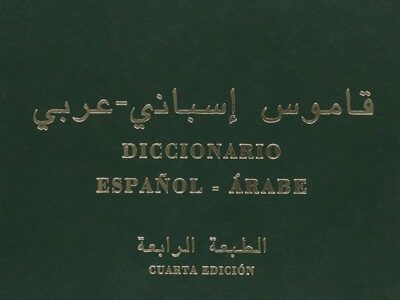 قاموس إسباني-عربي
DICCIONARIO
ESPAÑOL - ÁRABE
الطبعة الرابعة
CUARTA EDICIÓN